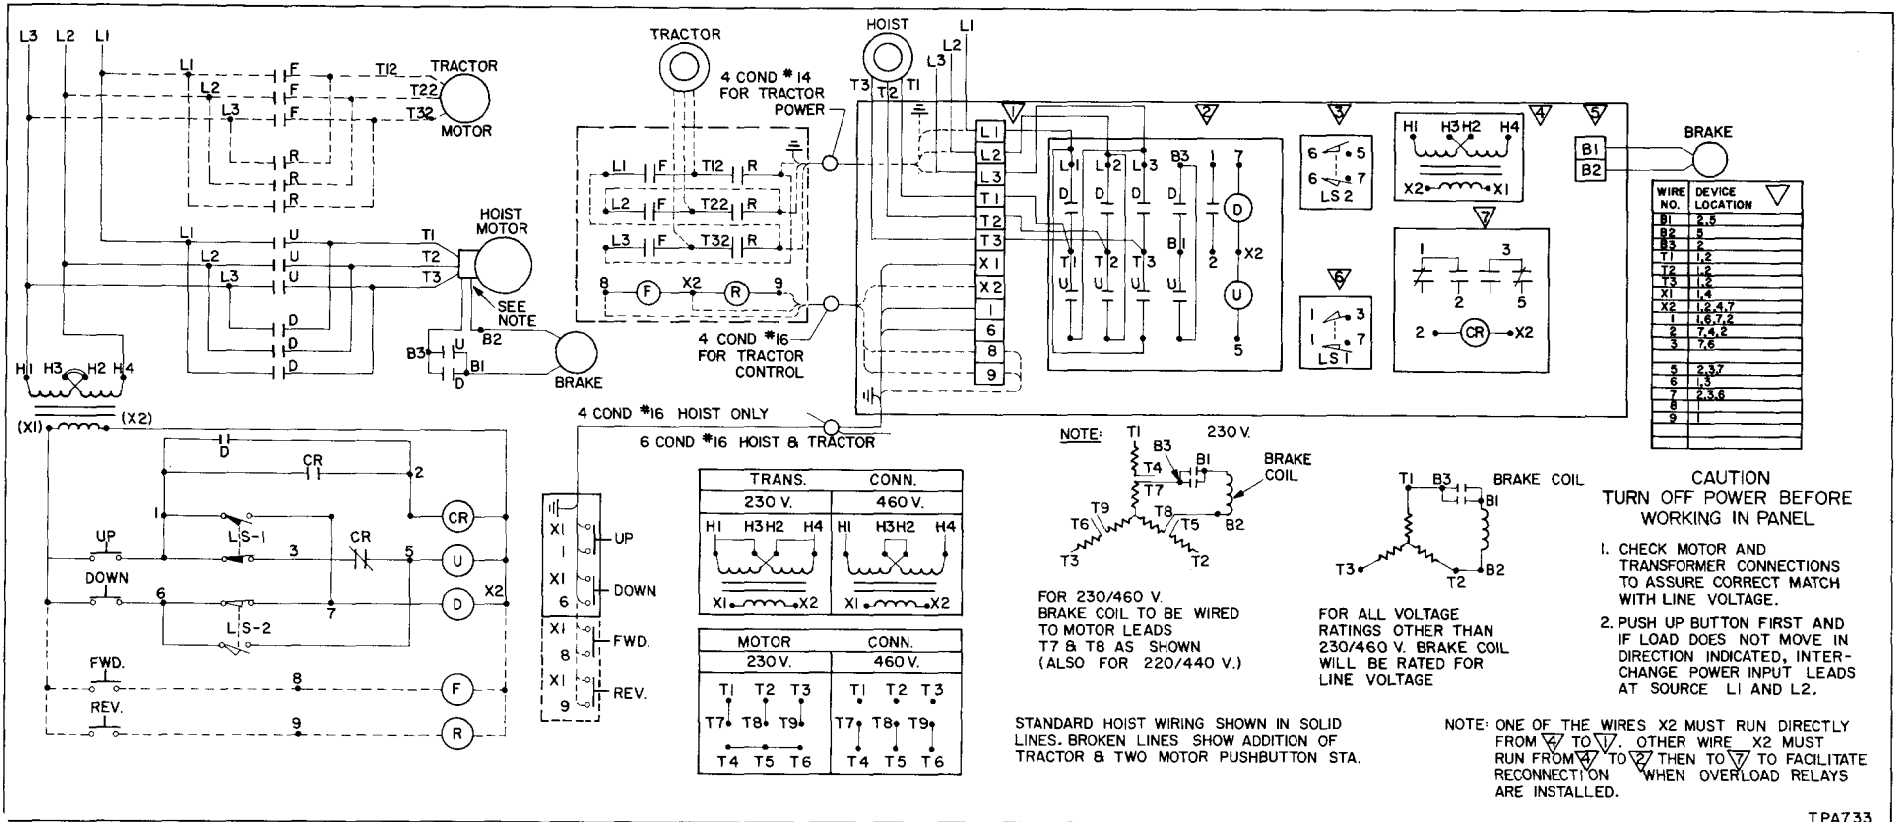 L3 L2 L1
L1 F T12 TRACTOR
L2 F T22
L3 F T32 MOTOR
R
R
R
HOIST
MOTOR
L1 U T1
L2 U T2
L3 U T3
SEE
NOTE
D
D
D
B3 U B2
D B1
BRAKE
H1 H3 H2 H4
(X1) (X2)
D
CR
2
1 LS-1 CR
UP 3 CR 5 U
DOWN 6 7 D X2
LS-2
FWD. 8 F
REV. 9 R
TRACTOR
4 COND #14
FOR TRACTOR
POWER
L1 F T12 R
L2 F T22 R
L3 F T32 R
8 F X2 R 9
4 COND #16
FOR TRACTOR
CONTROL
4 COND #16 HOIST ONLY
6 COND #16 HOIST & TRACTOR
X1
1 UP
X1
6 DOWN
X1
8 FWD.
X1
9 REV.
HOIST
L1
L2
L3
T3 T2 T1
L1
L2
L3
T1
T2
T3
X1
X2
1
6
8
9
1 2 3 4 5
L1 L2 L3 B3 1 7
D D D D D
T1 T2 T3 B1 2 X2
U U U U U
5
6 5
6 7
LS2
6
1 3
1 7
LS1
H1 H3 H2 H4
X2 X1
7
1 3
2 5
2 CR X2
B1
B2
BRAKE
WIRE NO. DEVICE LOCATION
B1 2,5
B2 5
B3 2
T1 1,2
T2 1,2
T3 1,2
X1 1,4
X2 1,2,4,7
1 1,6,7,2
2 7,4,2
3 7,6
5 2,3,7
6 1,3
7 2,3,6
8 1
9 1
TRANS. CONN.
230 V. 460 V.
H1 H3 H2 H4 H1 H3 H2 H4
X1 X2 X1 X2
MOTOR CONN.
230 V. 460 V.
T1 T2 T3 T1 T2 T3
T7 T8 T9 T7 T8 T9
T4 T5 T6 T4 T5 T6
NOTE: T1 230 V.
B3 B1
T4
T7
BRAKE
COIL
T9 T8
T6 T5 B2
T3 T2
FOR 230/460 V.
BRAKE COIL TO BE WIRED
TO MOTOR LEADS
T7 & T8 AS SHOWN
(ALSO FOR 220/440 V.)
T1 B3 BRAKE COIL
B1
T3 T2 B2
FOR ALL VOLTAGE
RATINGS OTHER THAN
230/460 V. BRAKE COIL
WILL BE RATED FOR
LINE VOLTAGE
CAUTION
TURN OFF POWER BEFORE
WORKING IN PANEL
1. CHECK MOTOR AND
TRANSFORMER CONNECTIONS
TO ASSURE CORRECT MATCH
WITH LINE VOLTAGE.
2. PUSH UP BUTTON FIRST AND
IF LOAD DOES NOT MOVE IN
DIRECTION INDICATED, INTER-
CHANGE POWER INPUT LEADS
AT SOURCE L1 AND L2.
STANDARD HOIST WIRING SHOWN IN SOLID
LINES. BROKEN LINES SHOW ADDITION OF
TRACTOR & TWO MOTOR PUSHBUTTON STA.
NOTE: ONE OF THE WIRES X2 MUST RUN DIRECTLY
FROM 4 TO 1. OTHER WIRE X2 MUST
RUN FROM 4 TO 2 THEN TO 7 TO FACILITATE
RECONNECTION WHEN OVERLOAD RELAYS
ARE INSTALLED.
TPA733